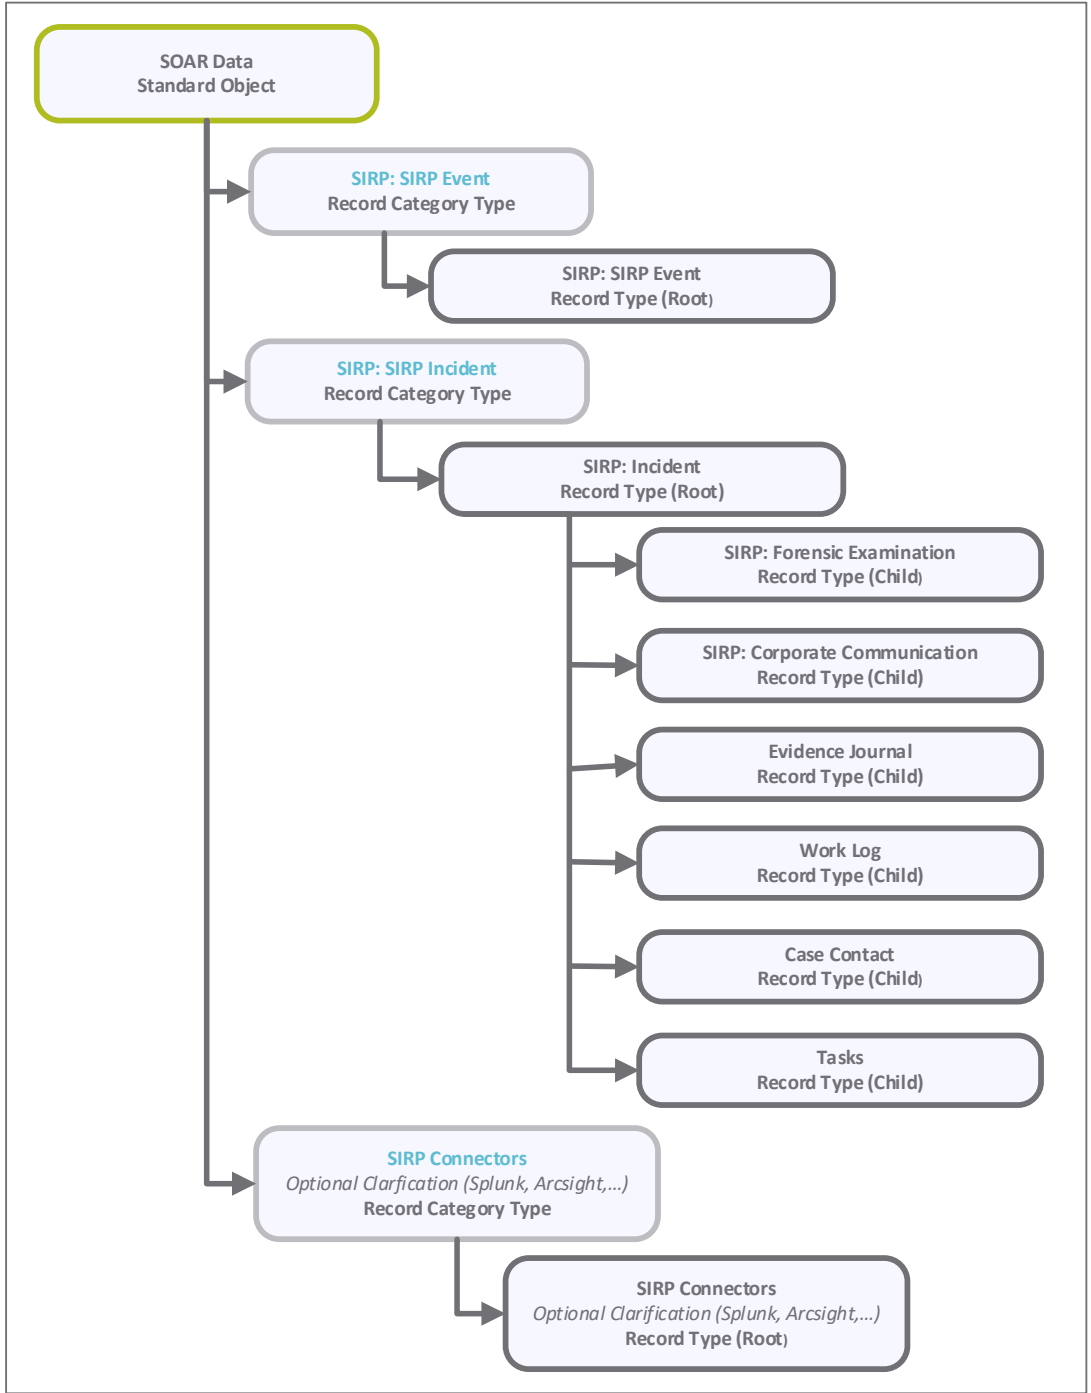 SOAR Data
Standard Object
SIRP: SIRP Event
Record Category Type
SIRP: SIRP Event
Record Type (Root)
SIRP: SIRP Incident
Record Category Type
SIRP: Incident
Record Type (Root)
SIRP: Forensic Examination
Record Type (Child)
SIRP: Corporate Communication
Record Type (Child)
Evidence Journal
Record Type (Child)
Work Log
Record Type (Child)
Case Contact
Record Type (Child)
Tasks
Record Type (Child)
SIRP Connectors
Optional Clarfication (Splunk, Arcsight,...)
Record Category Type
SIRP Connectors
Optional Clarification (Splunk, Arcsight,...)
Record Type (Root)